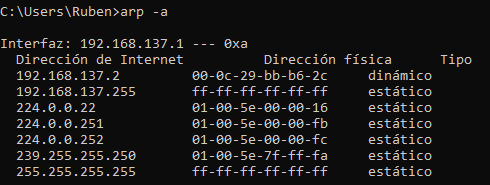 C:\Users\Ruben>arp -a
Interfaz: 192.168.137.1 --- 0xa
Dirección de Internet Dirección física Tipo
192.168.137.2 00-0c-29-bb-b6-2c dinámico
192.168.137.255 ff-ff-ff-ff-ff-ff estático
224.0.0.22 01-00-5e-00-00-16 estático
224.0.0.251 01-00-5e-00-00-fb estático
224.0.0.252 01-00-5e-00-00-fc estático
239.255.255.250 01-00-5e-7f-ff-fa estático
255.255.255.255 ff-ff-ff-ff-ff-ff estático